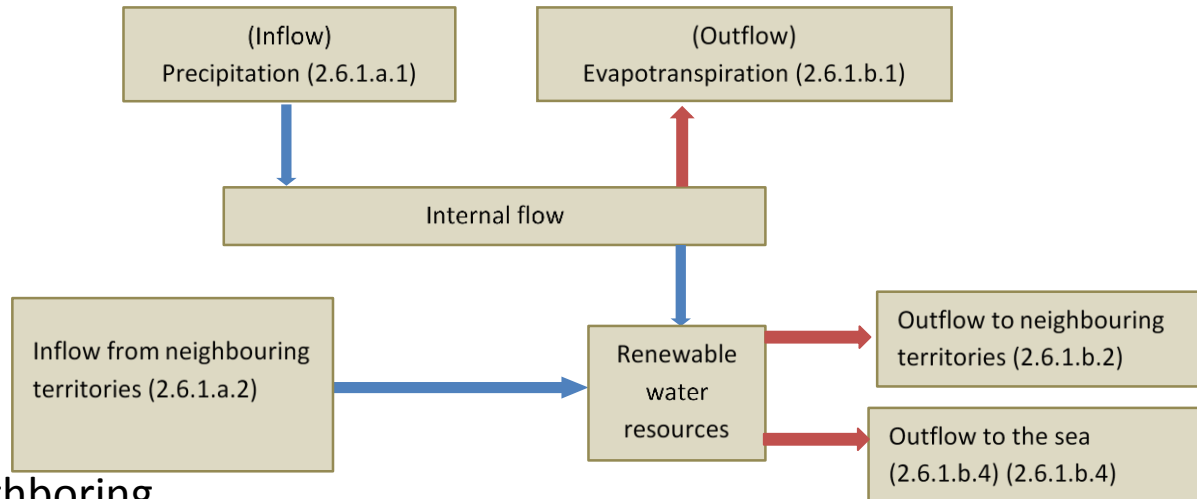 (Inflow)
Precipitation (2.6.1.a.1)
(Outflow)
Evapotranspiration (2.6.1.b.1)
Internal flow
Inflow from neighbouring
territories (2.6.1.a.2)
Renewable
water
resources
Outflow to neighbouring
territories (2.6.1.b.2)
Outflow to the sea
(2.6.1.b.4) (2.6.1.b.4)